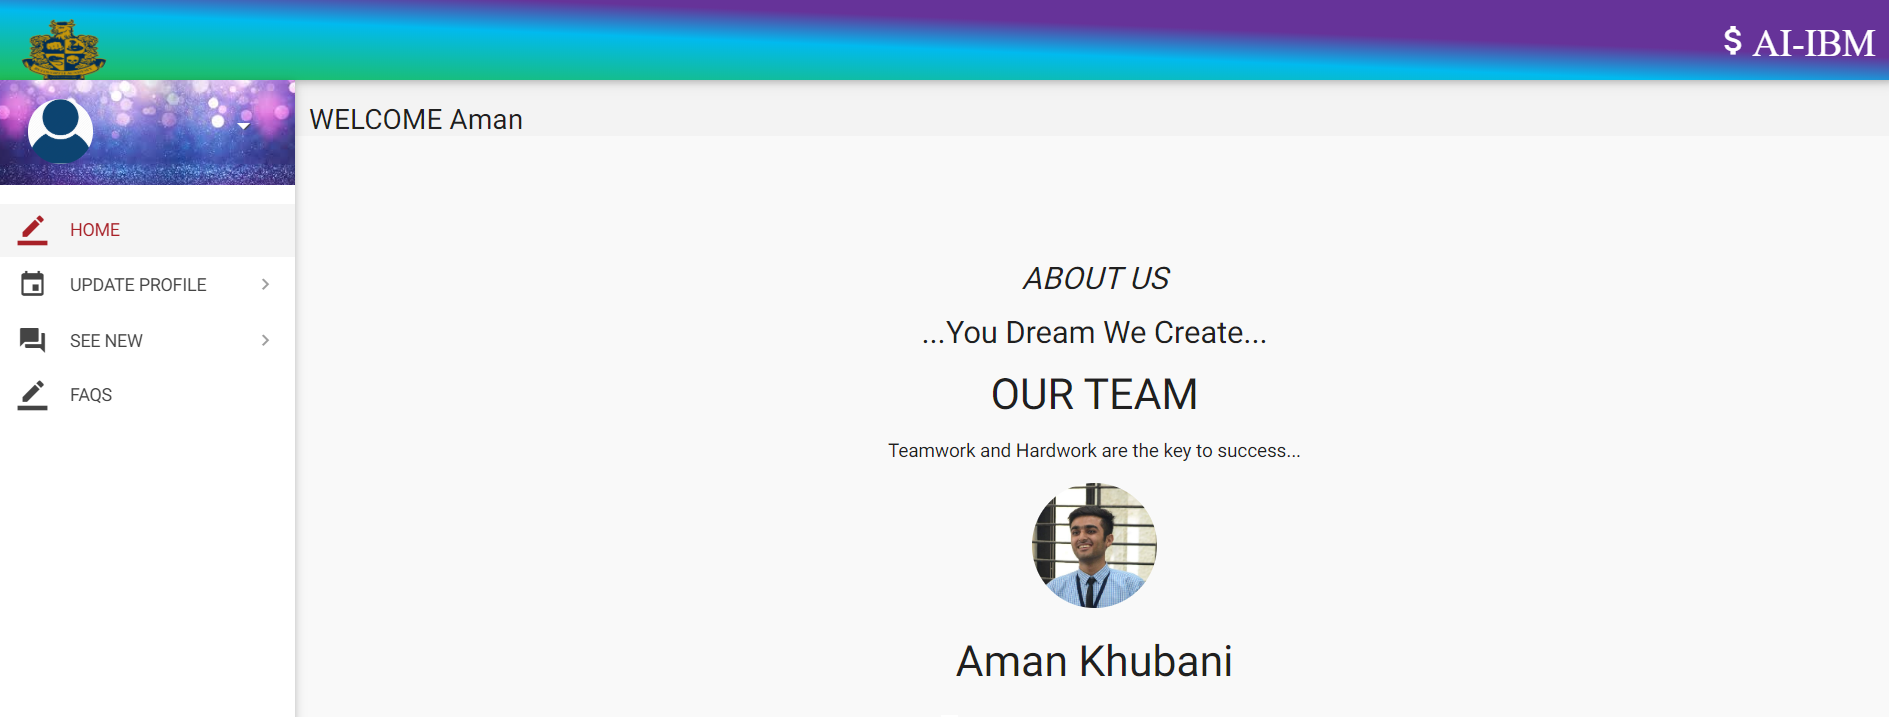 $ AI-IBM
WELCOME Aman
HOME
UPDATE PROFILE
SEE NEW
FAQS
ABOUT US
...You Dream We Create...
OUR TEAM
Teamwork and Hardwork are the key to success...
Aman Khubani